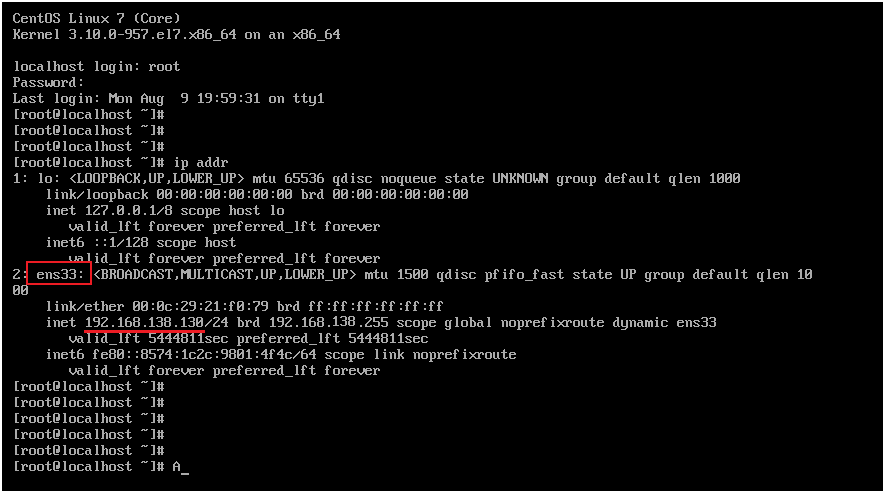 CentOS Linux 7 (Core)
Kernel 3.10.0-957.el7.x86_64 on an x86_64
localhost login: root
Password:
Last login: Mon Aug  9 19:59:31 on tty1
[root@localhost ~]#
[root@localhost ~]#
[root@localhost ~]#
[root@localhost ~]# ip addr
1: lo: <LOOPBACK,UP,LOWER_UP> mtu 65536 qdisc noqueue state UNKNOWN group default qlen 1000
    link/loopback 00:00:00:00:00:00 brd 00:00:00:00:00:00
    inet 127.0.0.1/8 scope host lo
       valid_lft forever preferred_lft forever
    inet6 ::1/128 scope host
       valid_lft forever preferred_lft forever
2: ens33: <BROADCAST,MULTICAST,UP,LOWER_UP> mtu 1500 qdisc pfifo_fast state UP group default qlen 10
00
    link/ether 00:0c:29:21:f0:79 brd ff:ff:ff:ff:ff:ff
    inet 192.168.138.130/24 brd 192.168.138.255 scope global noprefixroute dynamic ens33
       valid_lft 5444811sec preferred_lft 5444811sec
    inet6 fe80::8574:1c2c:9801:4f4c/64 scope link noprefixroute
       valid_lft forever preferred_lft forever
[root@localhost ~]#
[root@localhost ~]#
[root@localhost ~]#
[root@localhost ~]#
[root@localhost ~]#
[root@localhost ~]# A_